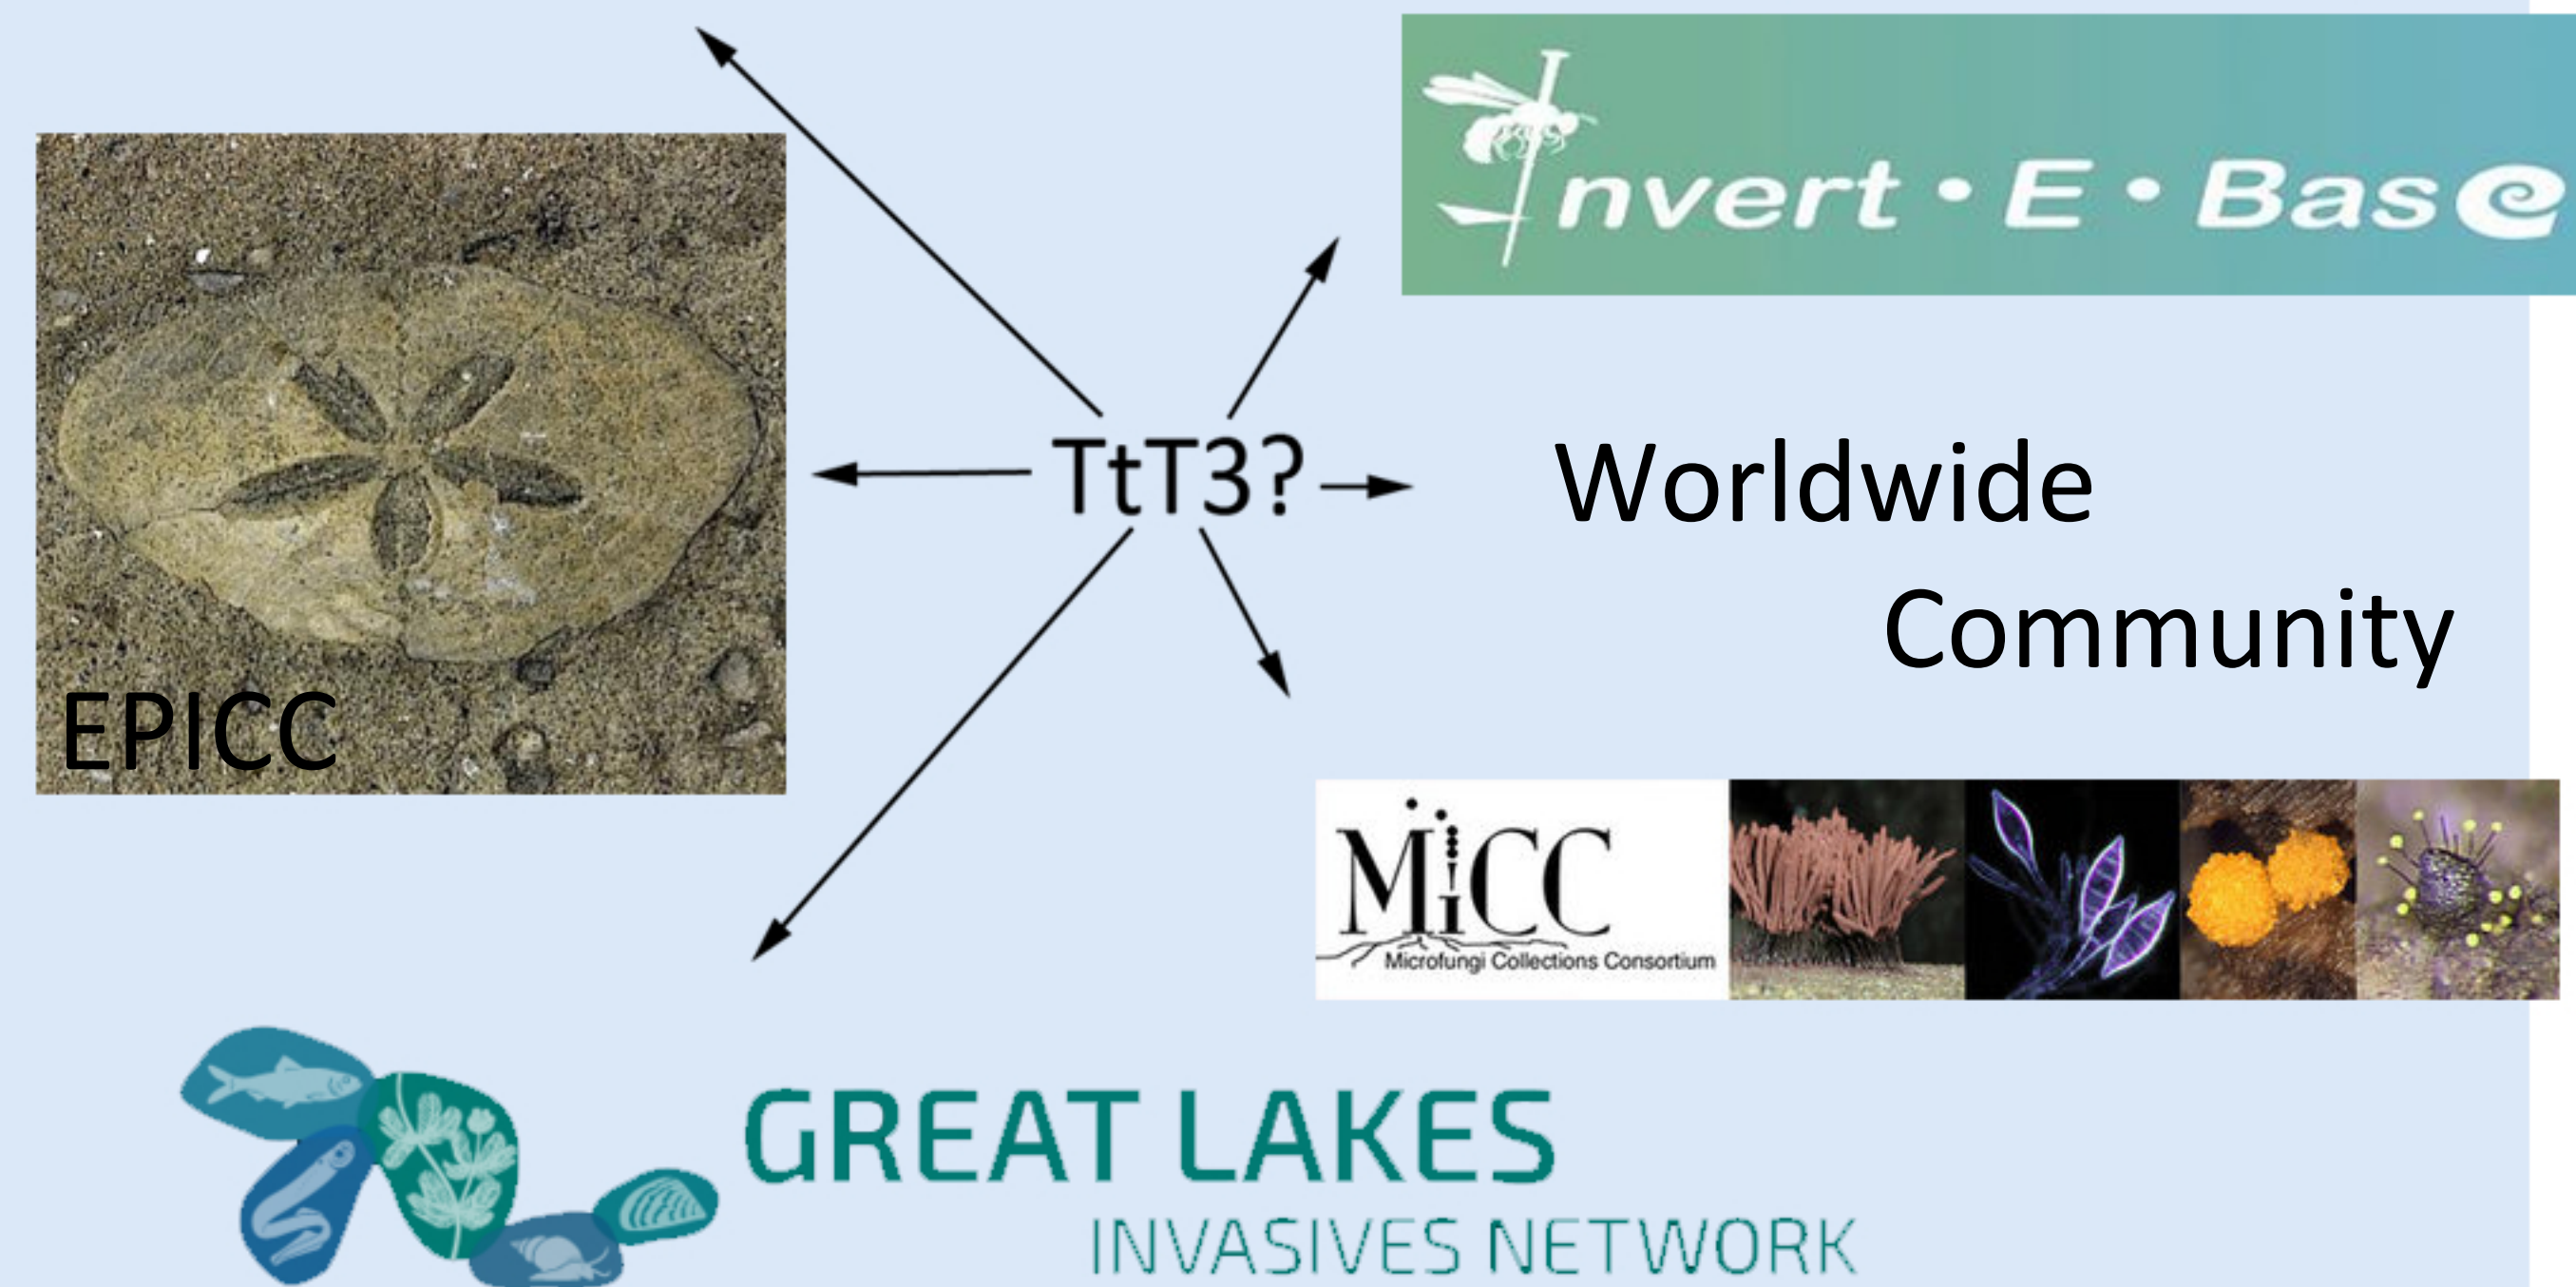 Invert • E • Base
TtT3?
Worldwide
Community
EPICC
MiCC
Microfungi Collections Consortium
GREAT LAKES
INVASIVES NETWORK